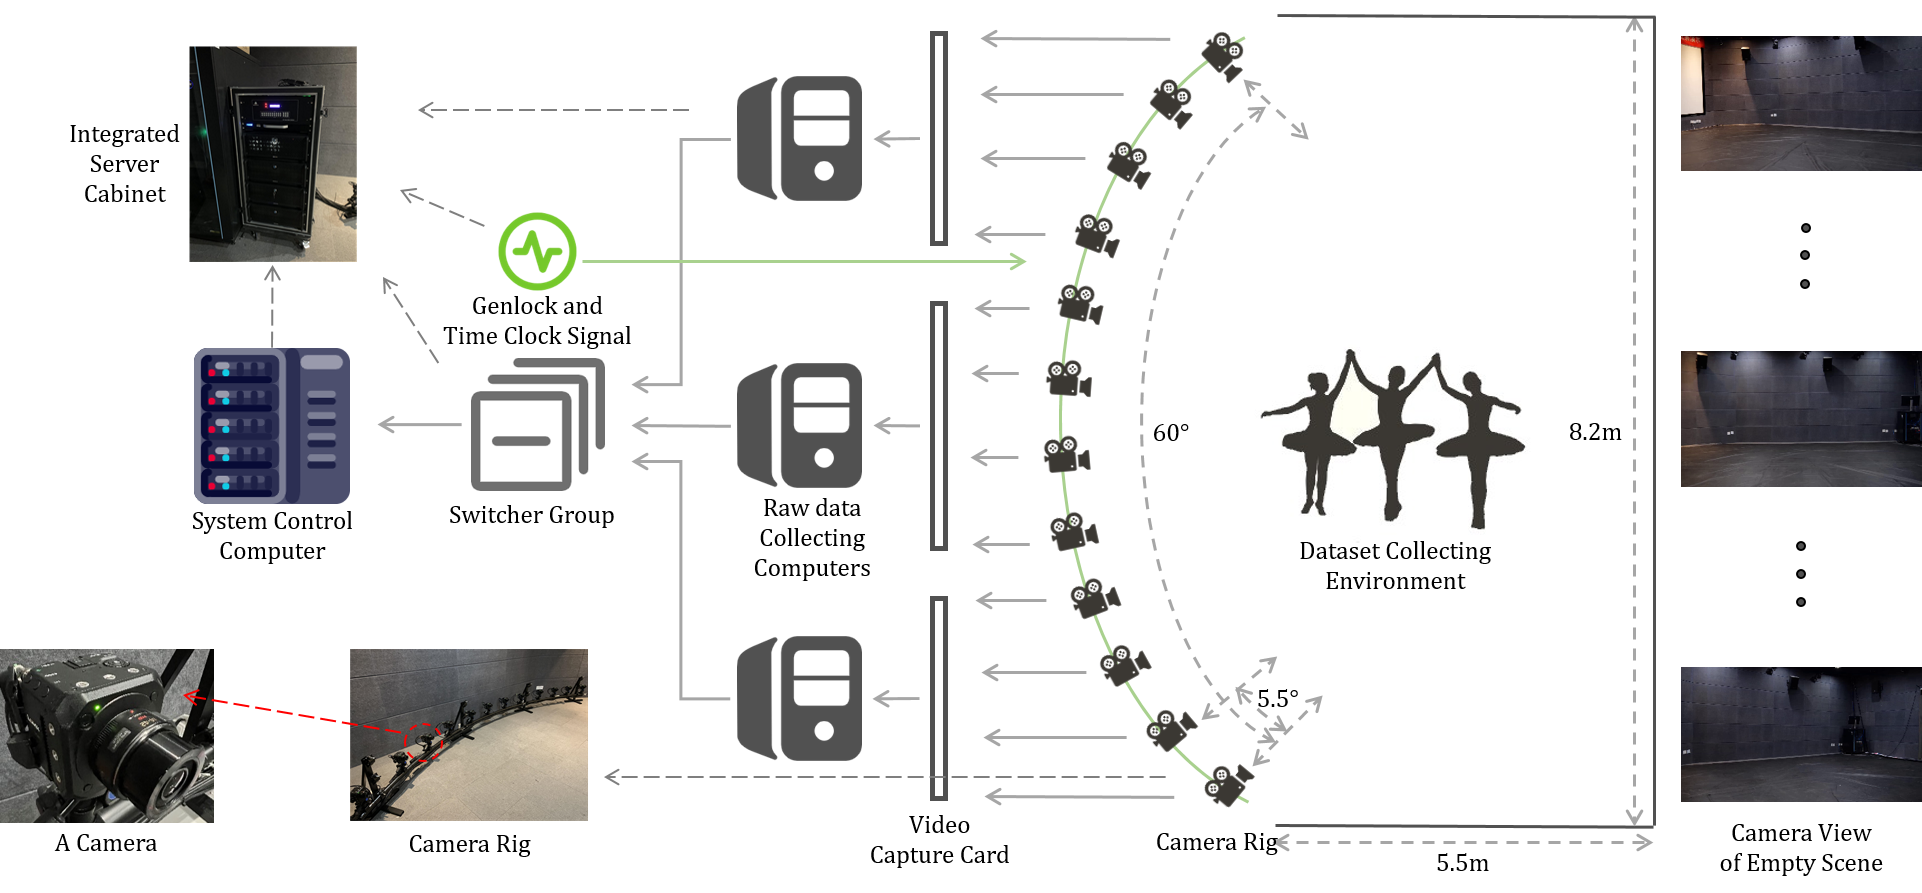 Integrated
Server
Cabinet
Genlock and
Time Clock Signal
System Control
Computer
Switcher Group
Raw data
Collecting
Computers
60°
8.2m
Dataset Collecting
Environment
5.5°
A Camera
Camera Rig
Video
Capture Card
Camera Rig
5.5m
Camera View
of Empty Scene